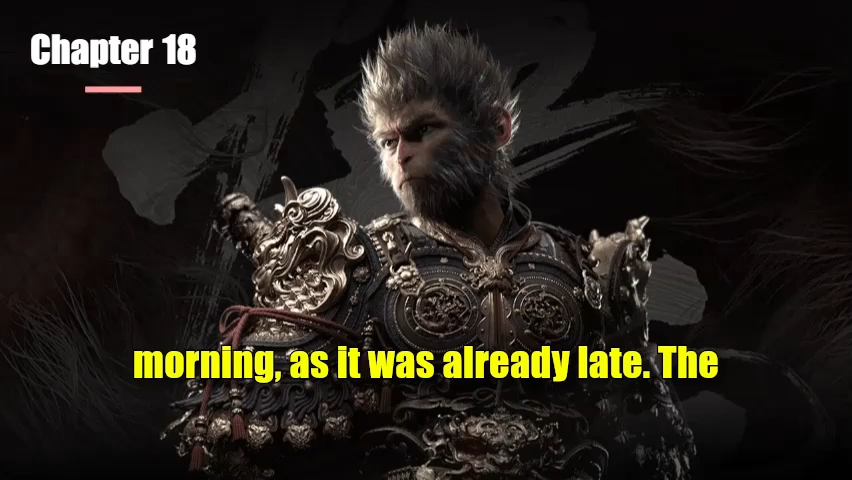 Chapter 18
morning, as it was already late. The